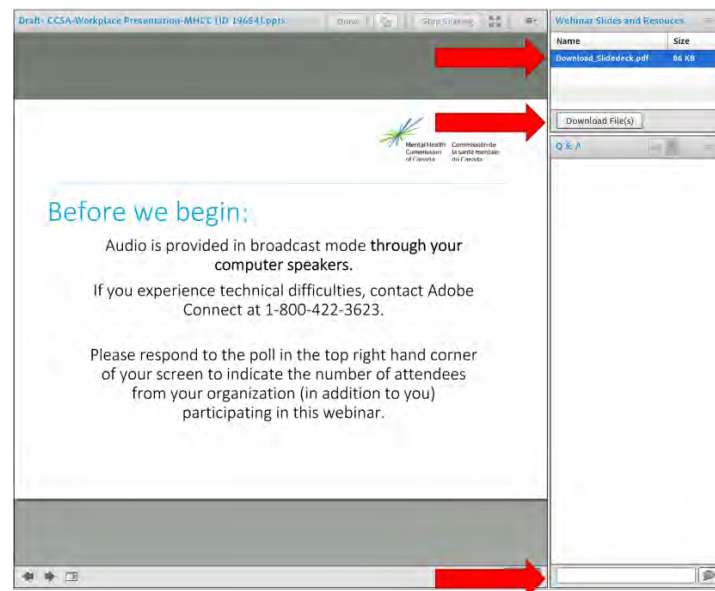 Draft- CCSA-Workplace Presentation-MHCC (ID 19654).pptx
Draw
Stop Sharing
Webinar Slides and Resouces
Name Size
Download_Slidedeck.pdf 86 KB
Download File(s)
Q & A
Mental Health Commission de
Commission la santé mentale
of Canada du Canada
Before we begin:
Audio is provided in broadcast mode through your
computer speakers.
If you experience technical difficulties, contact Adobe
Connect at 1-800-422-3623.
Please respond to the poll in the top right hand corner
of your screen to indicate the number of attendees
from your organization (in addition to you)
participating in this webinar.